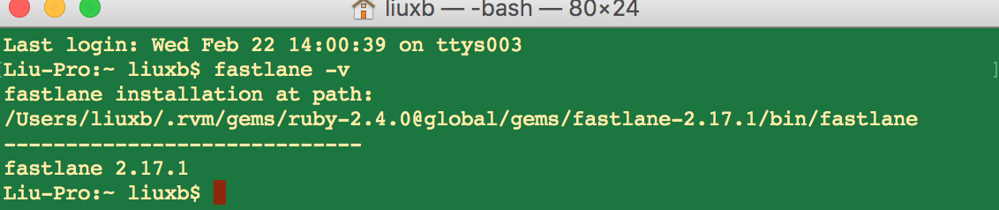 liuxb — -bash — 80×24
Last login: Wed Feb 22 14:00:39 on ttys003
[Liu-Pro:~ liuxb$ fastlane -v ]
fastlane installation at path:
/Users/liuxb/.rvm/gems/ruby-2.4.0@global/gems/fastlane-2.17.1/bin/fastlane
-----------------------------
fastlane 2.17.1
Liu-Pro:~ liuxb$